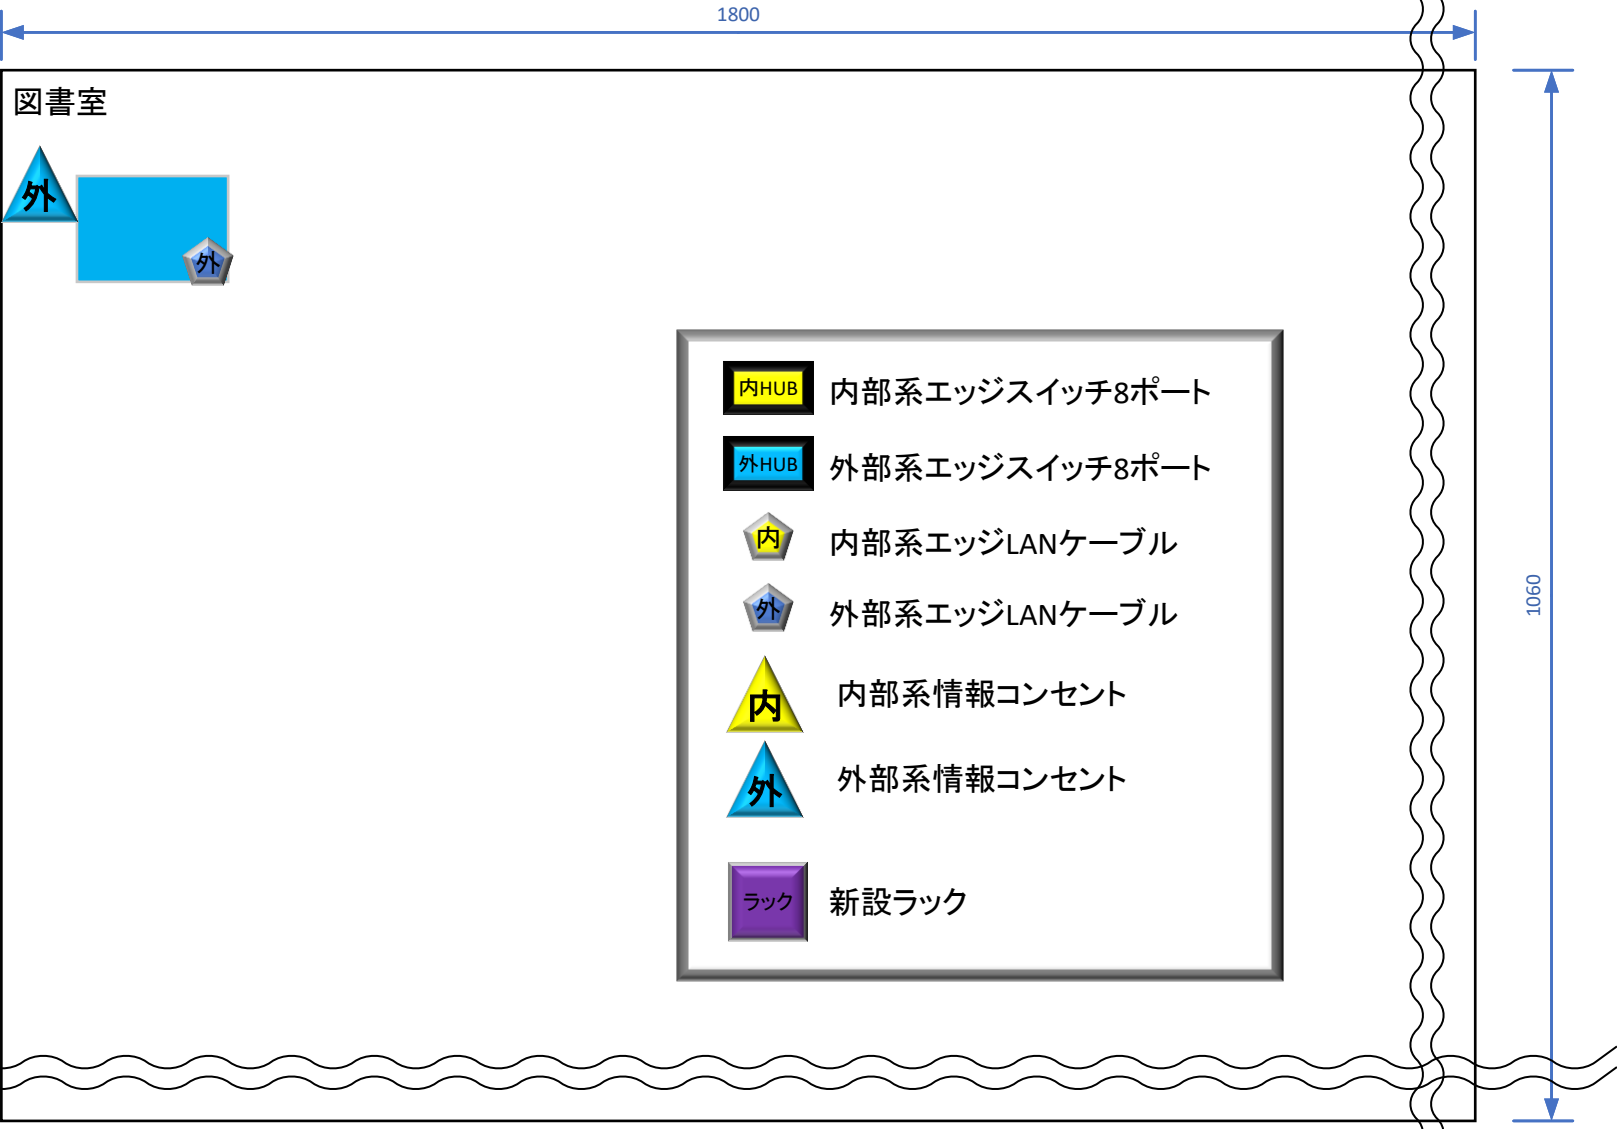 1800
図書室
外
外
内HUB 内部系エッジスイッチ8ポート
外HUB 外部系エッジスイッチ8ポート
内 内部系エッジLANケーブル
外 外部系エッジLANケーブル
内 内部系情報コンセント
外 外部系情報コンセント
ラック 新設ラック
1060